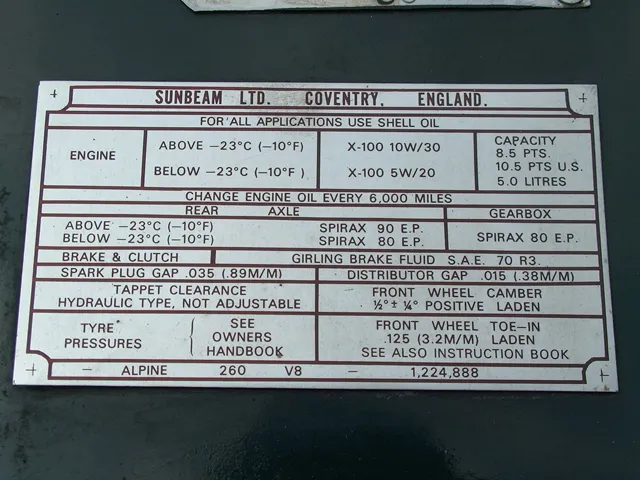 SUNBEAM LTD. COVENTRY, ENGLAND.
FOR ALL APPLICATIONS USE SHELL OIL
ENGINE
ABOVE –23°C (–10°F)
BELOW –23°C (–10°F)
X-100 10W/30
X-100 5W/20
CAPACITY
8.5 PTS.
10.5 PTS U.S.
5.0 LITRES
CHANGE ENGINE OIL EVERY 6,000 MILES
REAR AXLE
GEARBOX
ABOVE –23°C (–10°F) SPIRAX 90 E.P.
BELOW –23°C (–10°F) SPIRAX 80 E.P.
SPIRAX 80 E.P.
BRAKE & CLUTCH
GIRLING BRAKE FLUID S.A.E. 70 R3.
SPARK PLUG GAP .035 (.89M/M)
DISTRIBUTOR GAP .015 (.38M/M)
TAPPET CLEARANCE
HYDRAULIC TYPE, NOT ADJUSTABLE
FRONT WHEEL CAMBER
½°± ¼° POSITIVE LADEN
TYRE
PRESSURES
SEE
OWNERS
HANDBOOK
FRONT WHEEL TOE-IN
.125 (3.2M/M) LADEN
SEE ALSO INSTRUCTION BOOK
– ALPINE 260 V8 – 1,224,888